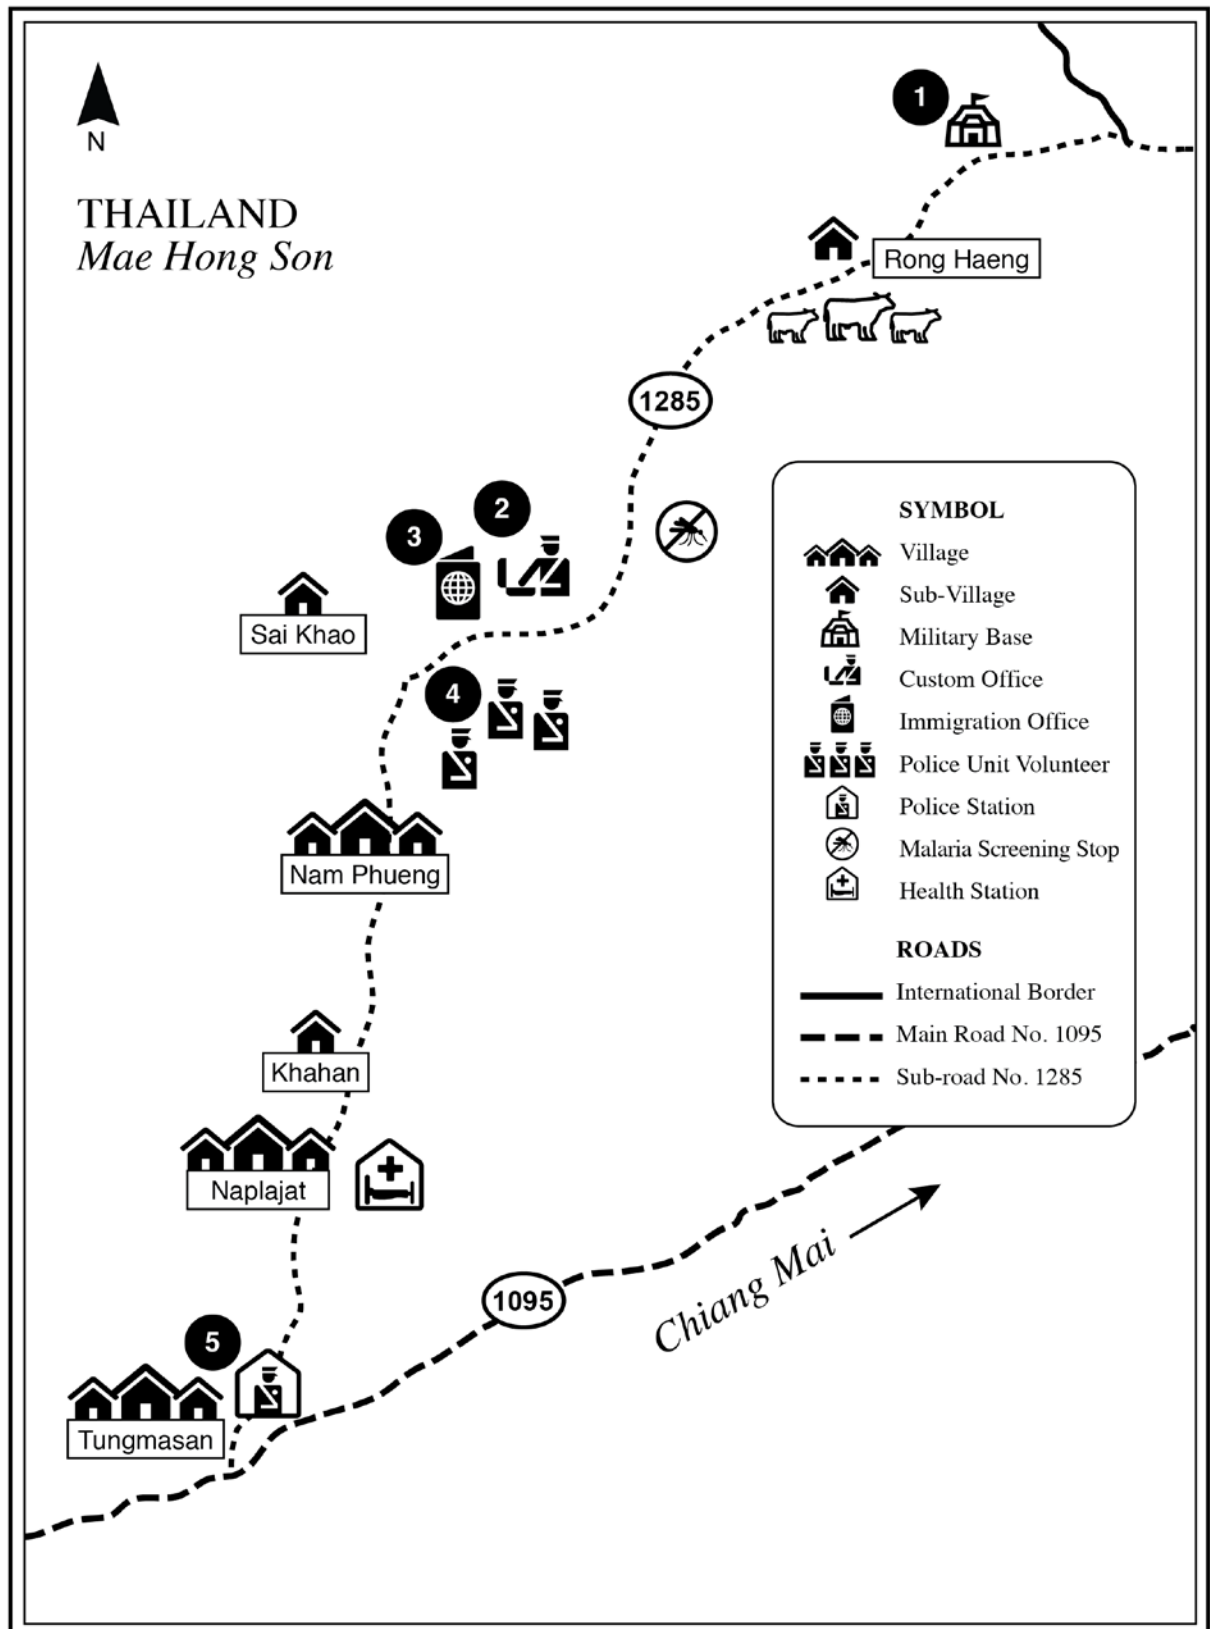 N
THAILAND
Mae Hong Son
1
Rong Haeng
1285
2
3
Sai Khao
4
Nam Phueng
Khahan
Naplajat
5
Tungmasan
1095
Chiang Mai
SYMBOL
Village
Sub-Village
Military Base
Custom Office
Immigration Office
Police Unit Volunteer
Police Station
Malaria Screening Stop
Health Station
ROADS
International Border
Main Road No. 1095
Sub-road No. 1285